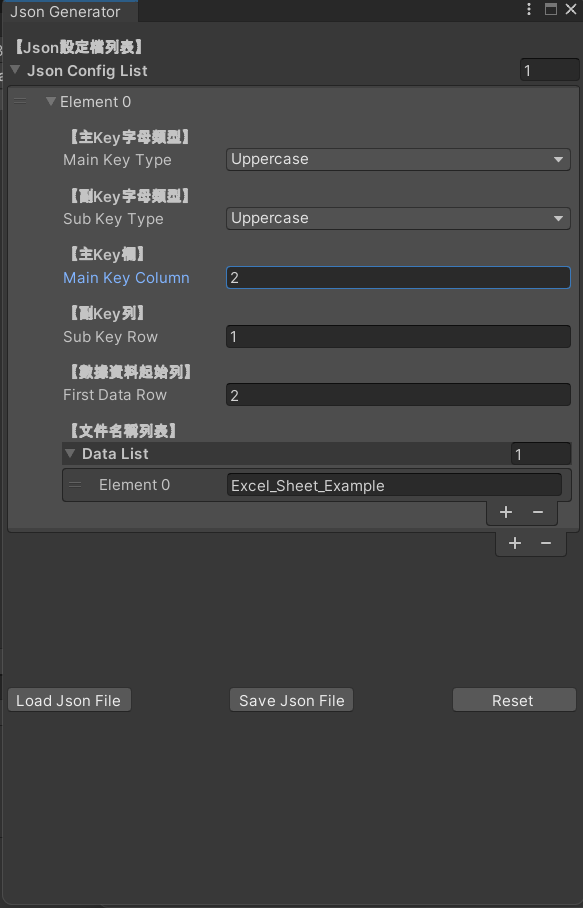 Json Generator
【Json設定檔列表】
Json Config List 1
Element 0
【主Key字母類型】
Main Key Type Uppercase
【副Key字母類型】
Sub Key Type Uppercase
【主Key欄】
Main Key Column 2
【副Key列】
Sub Key Row 1
【數據資料起始列】
First Data Row 2
【文件名稱列表】
Data List 1
Element 0 Excel_Sheet_Example
Load Json File Save Json File Reset